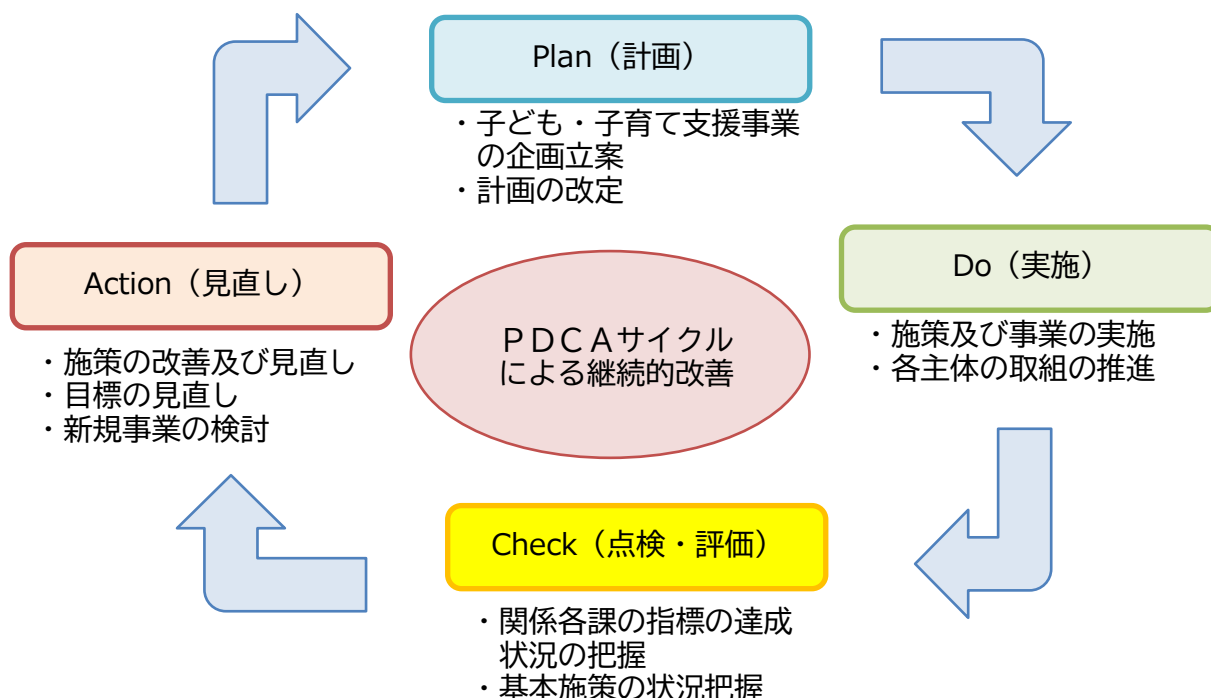 Plan（計画）
・子ども・子育て支援事業
の企画立案
・計画の改定
Do（実施）
・施策及び事業の実施
・各主体の取組の推進
Check（点検・評価）
・関係各課の指標の達成
状況の把握
・基本施策の状況把握
Action（見直し）
・施策の改善及び見直し
・目標の見直し
・新規事業の検討
ＰＤＣＡサイクル
による継続的改善